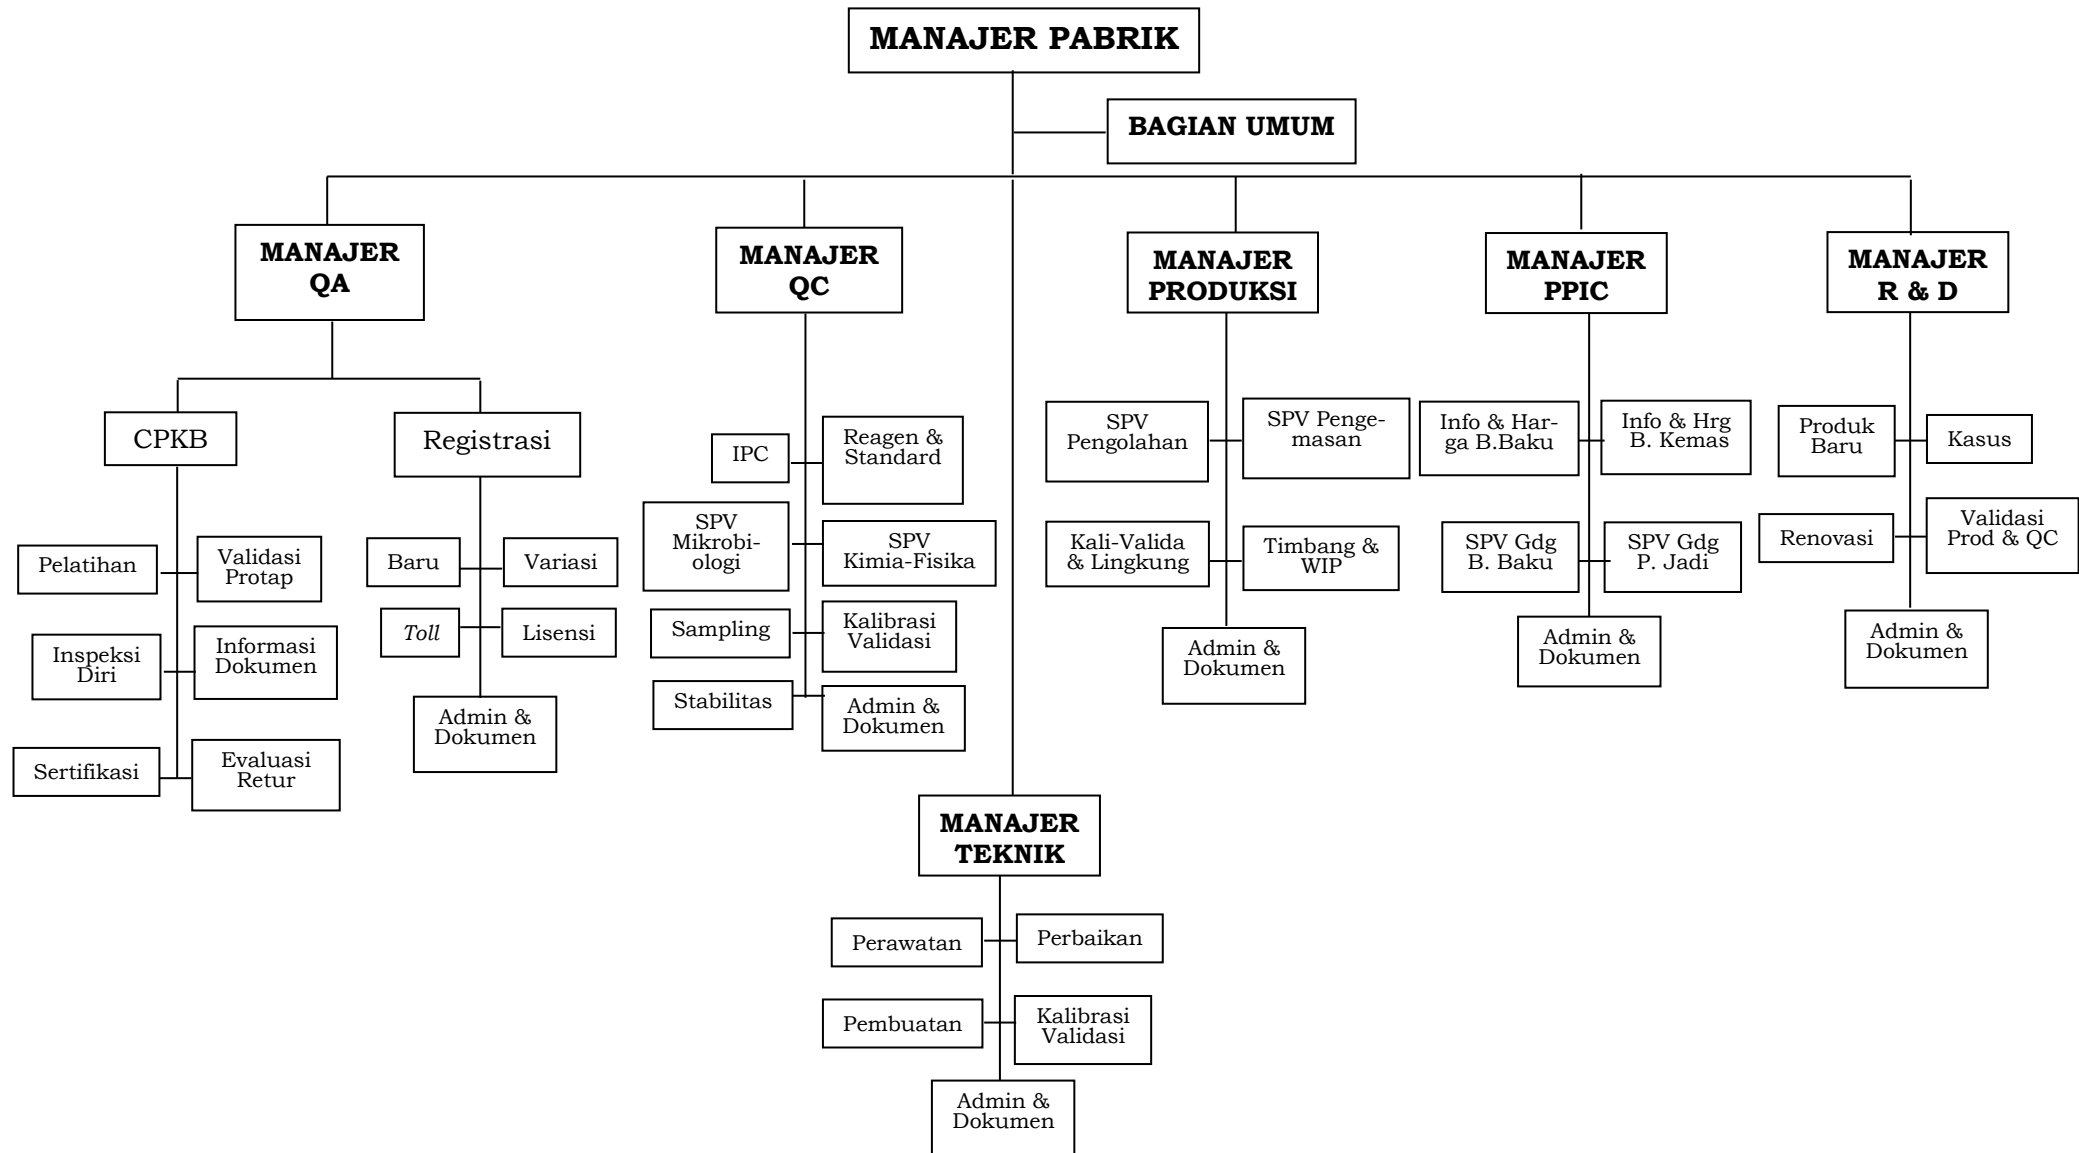 MANAJER PABRIK
BAGIAN UMUM
MANAJER
QA
MANAJER
QC
MANAJER
PRODUKSI
MANAJER
PPIC
MANAJER
R & D
CPKB
Registrasi
Pelatihan
Validasi
Protap
Inspeksi
Diri
Informasi
Dokumen
Sertifikasi
Evaluasi
Retur
Baru
Variasi
Toll
Lisensi
Admin &
Dokumen
IPC
Reagen &
Standard
SPV
Mikrobi-
ologi
SPV
Kimia-Fisika
Sampling
Kalibrasi
Validasi
Stabilitas
Admin &
Dokumen
SPV
Pengolahan
SPV Penge-
masan
Kali-Valida
& Lingkung
Timbang &
WIP
Admin &
Dokumen
Info & Har-
ga B.Baku
Info & Hrg
B. Kemas
SPV Gdg
B. Baku
SPV Gdg
P. Jadi
Admin &
Dokumen
Produk
Baru
Kasus
Renovasi
Validasi
Prod & QC
Admin &
Dokumen
MANAJER
TEKNIK
Perawatan
Perbaikan
Pembuatan
Kalibrasi
Validasi
Admin &
Dokumen